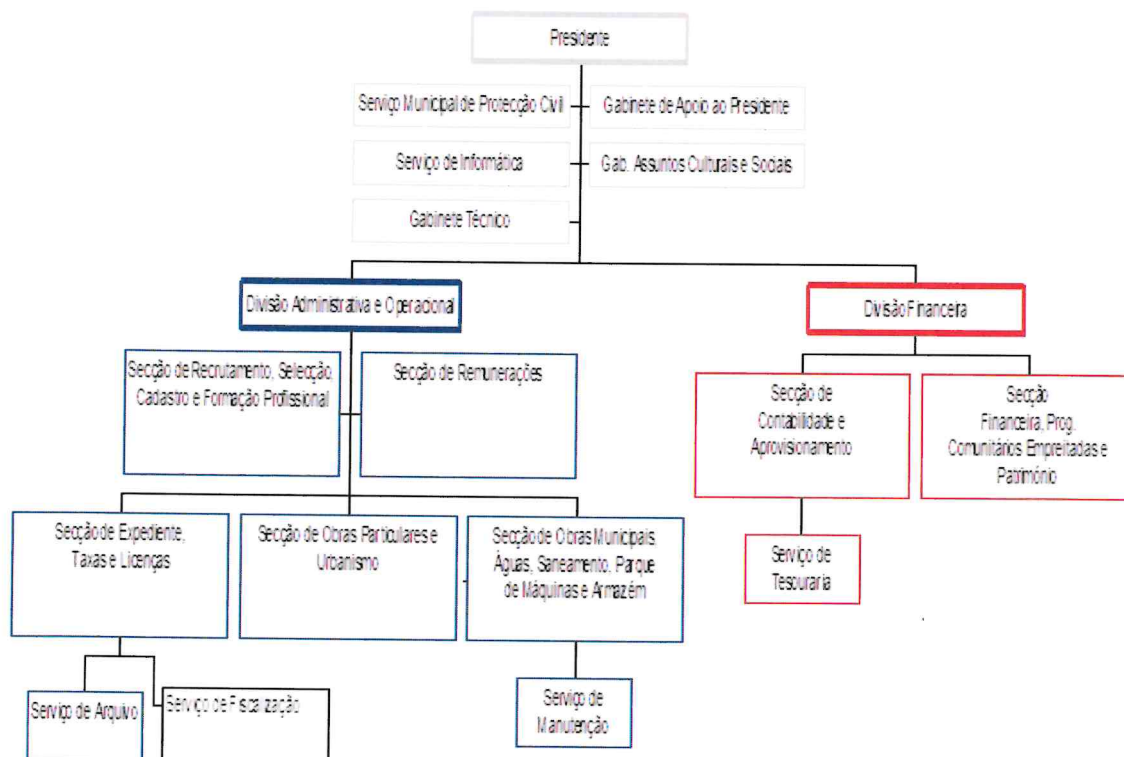 Presidente
Serviço Municipal de Protecção Civil
Gabinete de Apoio ao Presidente
Serviço de Informática
Gab. Assuntos Culturais e Sociais
Gabinete Técnico
Divisão Administrativa e Operacional
Divisão Financeira
Secção de Recrutamento, Selecção,
Cadastro e Formação Profissional
Secção de Remunerações
Secção de
Contabilidade e
Aprovisionamento
Secção
Financeira, Prog.
Comunitários Empreitadas e
Património
Secção de Expediente,
Taxas e Licenças
Secção de Obras Particulares e
Urbanismo
Secção de Obras Municipais,
Águas, Saneamento, Parque
de Máquinas e Armazém
Serviço de
Tesouraria
Serviço de Arquivo
Serviço de Fiscalização
Serviço de
Manutenção